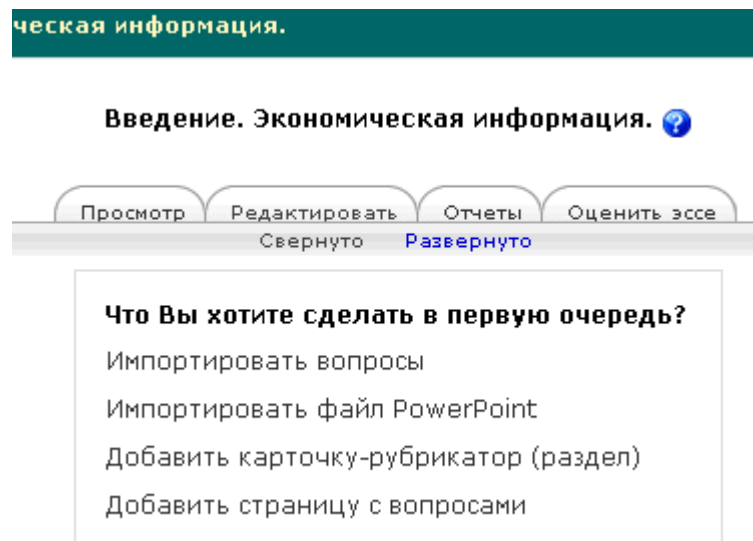 ческая информация.
Введение. Экономическая информация.
Просмотр Редактировать Отчеты Оценить эссе
Свернуто Развернуто
Что Вы хотите сделать в первую очередь?
Импортировать вопросы
Импортировать файл PowerPoint
Добавить карточку-рубрикатор (раздел)
Добавить страницу с вопросами